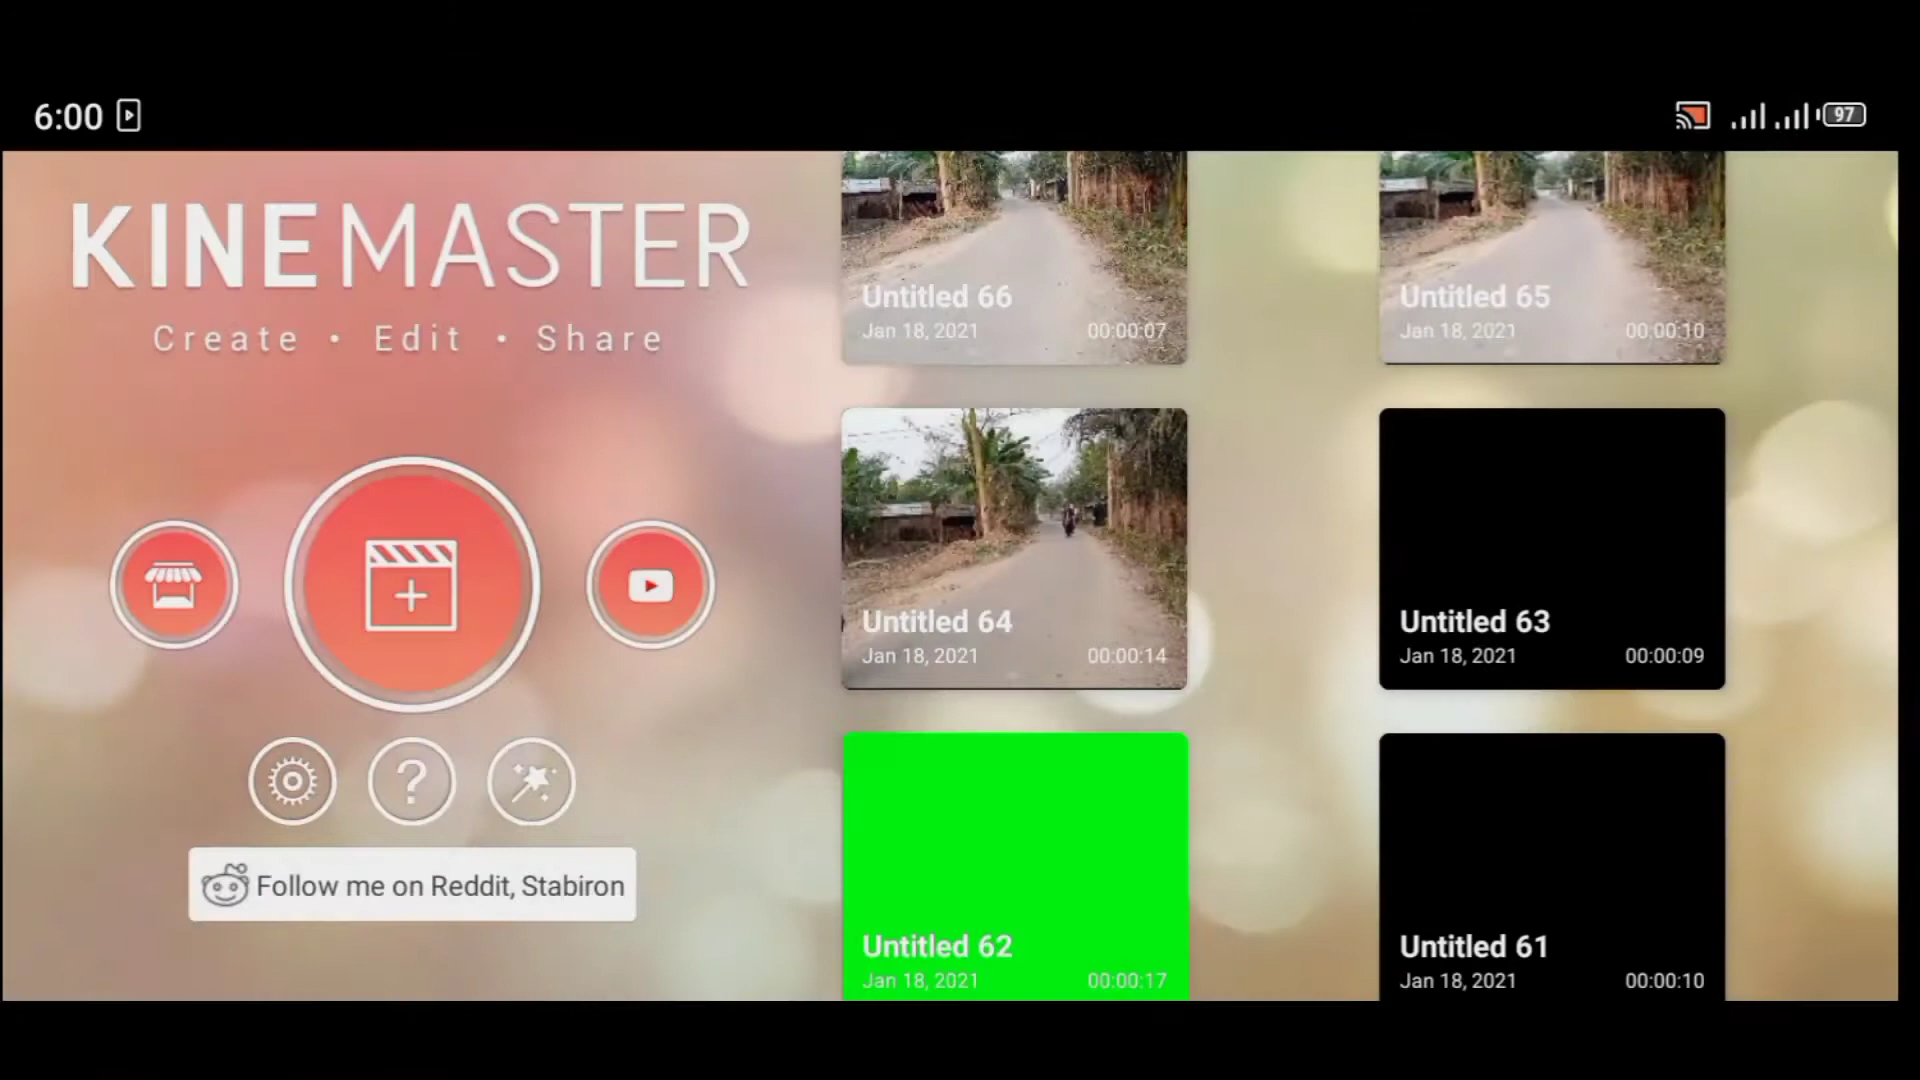 6:00
97
KINEMASTER
Create • Edit • Share
Follow me on Reddit, Stabiron
Untitled 66
Jan 18, 2021 00:00:07
Untitled 65
Jan 18, 2021 00:00:10
Untitled 64
Jan 18, 2021 00:00:14
Untitled 63
Jan 18, 2021 00:00:09
Untitled 62
Jan 18, 2021 00:00:17
Untitled 61
Jan 18, 2021 00:00:10